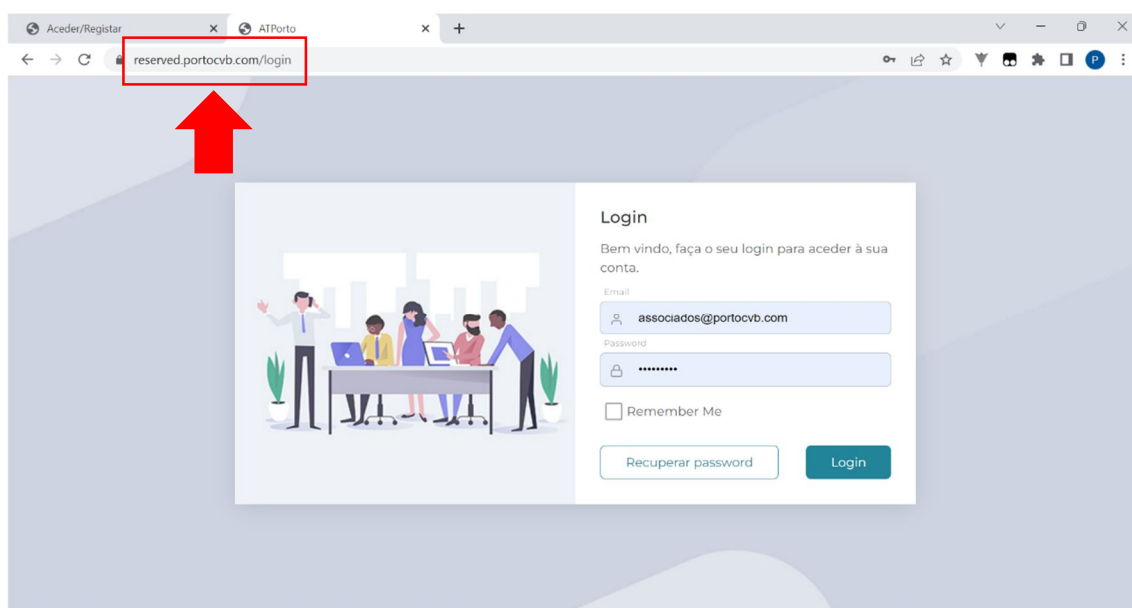 Aceder/Registar
ATPorto
reserved.portocvb.com/login
P
Login
Bem vindo, faça o seu login para aceder à sua
conta.
Email
associados@portocvb.com
Password
•••••••••
Remember Me
Recuperar password
Login